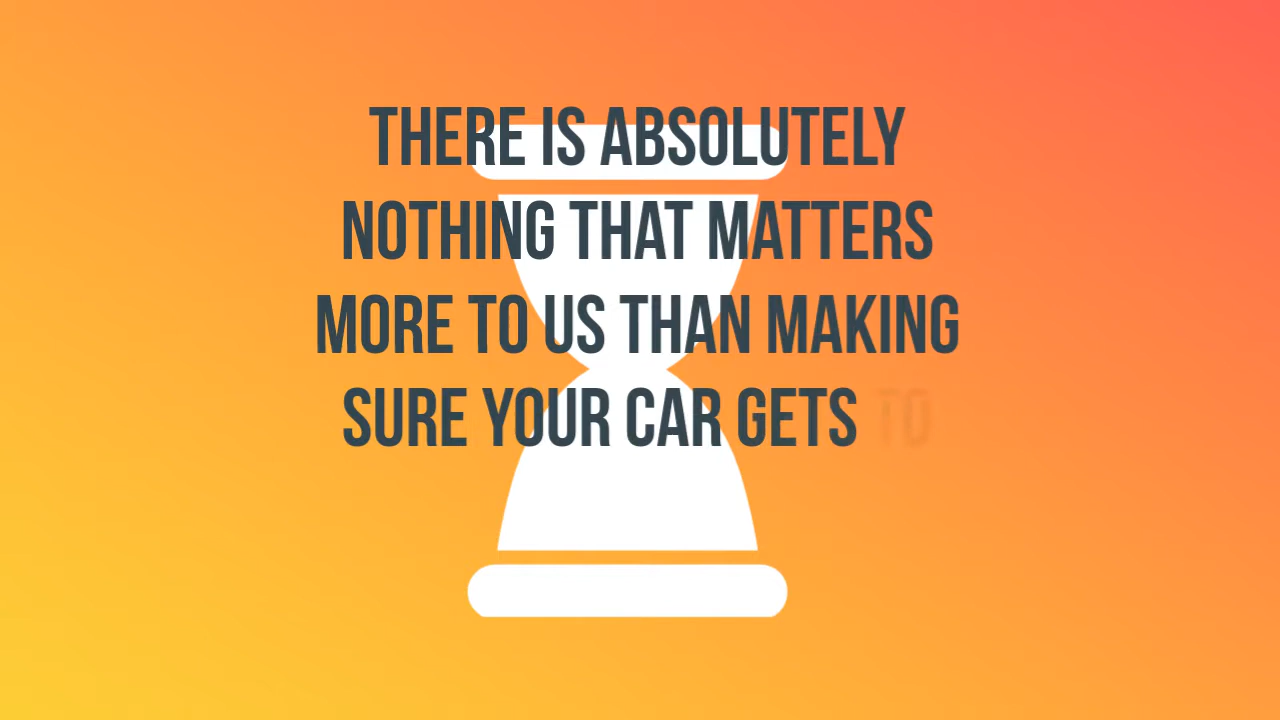 THERE IS ABSOLUTELY
NOTHING THAT MATTERS
MORE TO US THAN MAKING
SURE YOUR CAR GETS TO